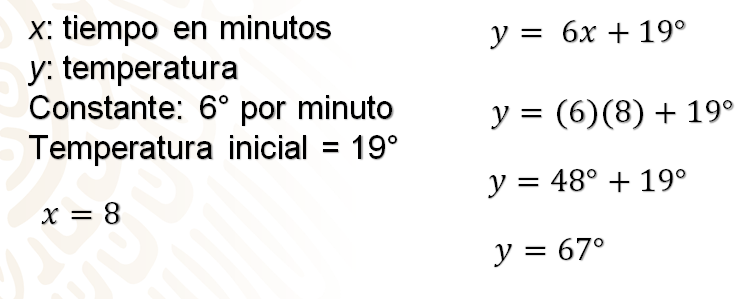 x: tiempo en minutos
y: temperatura
Constante: 6° por minuto
Temperatura inicial = 19°
x = 8
y = 6x + 19°
y = (6)(8) + 19°
y = 48° + 19°
y = 67°